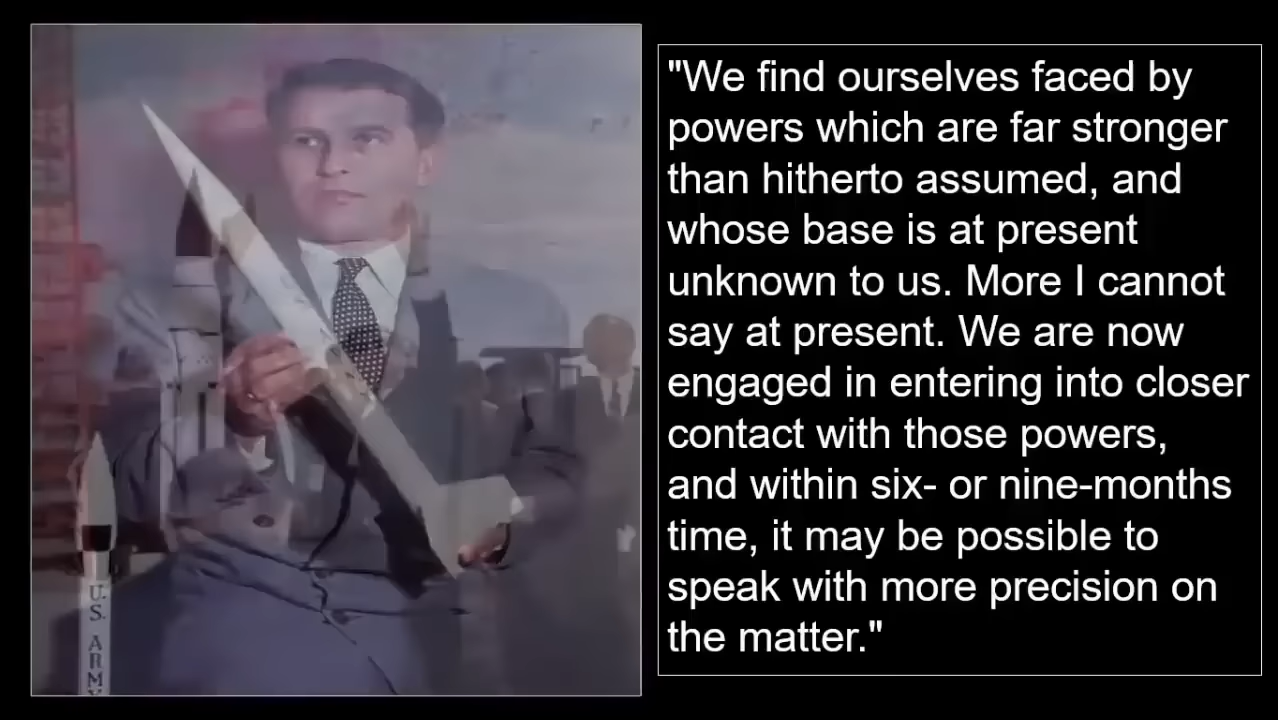 "We find ourselves faced by
powers which are far stronger
than hitherto assumed, and
whose base is at present
unknown to us. More I cannot
say at present. We are now
engaged in entering into closer
contact with those powers,
and within six- or nine-months
time, it may be possible to
speak with more precision on
the matter."
U.S. ARMY